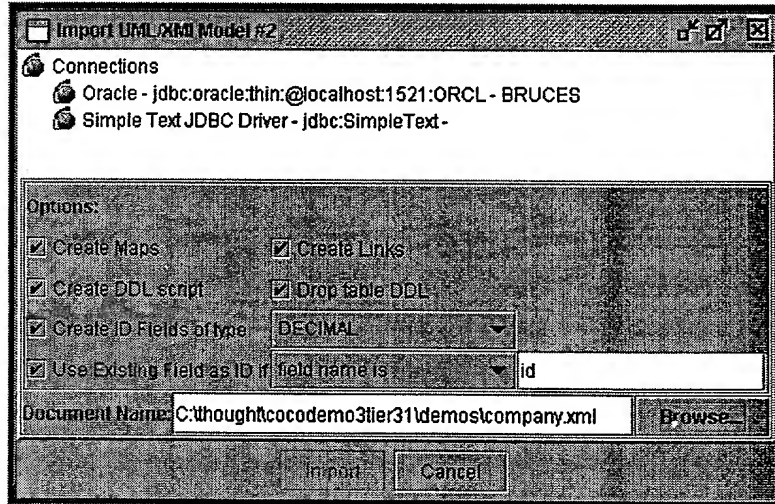 Import UML/XMI Model #2
Connections
Oracle - jdbc:oracle:thin:@localhost:1521:ORCL - BRUCES
Simple Text JDBC Driver - jdbc:SimpleText -
Options:
Create Maps Create Links
Create DDL script Drop table DDL
Create ID Fields of type DECIMAL
Use Existing Field as ID if field name is id
Document Name: C:\thought\cocodemo3tier31\demos\company.xml Browse...
Import Cancel